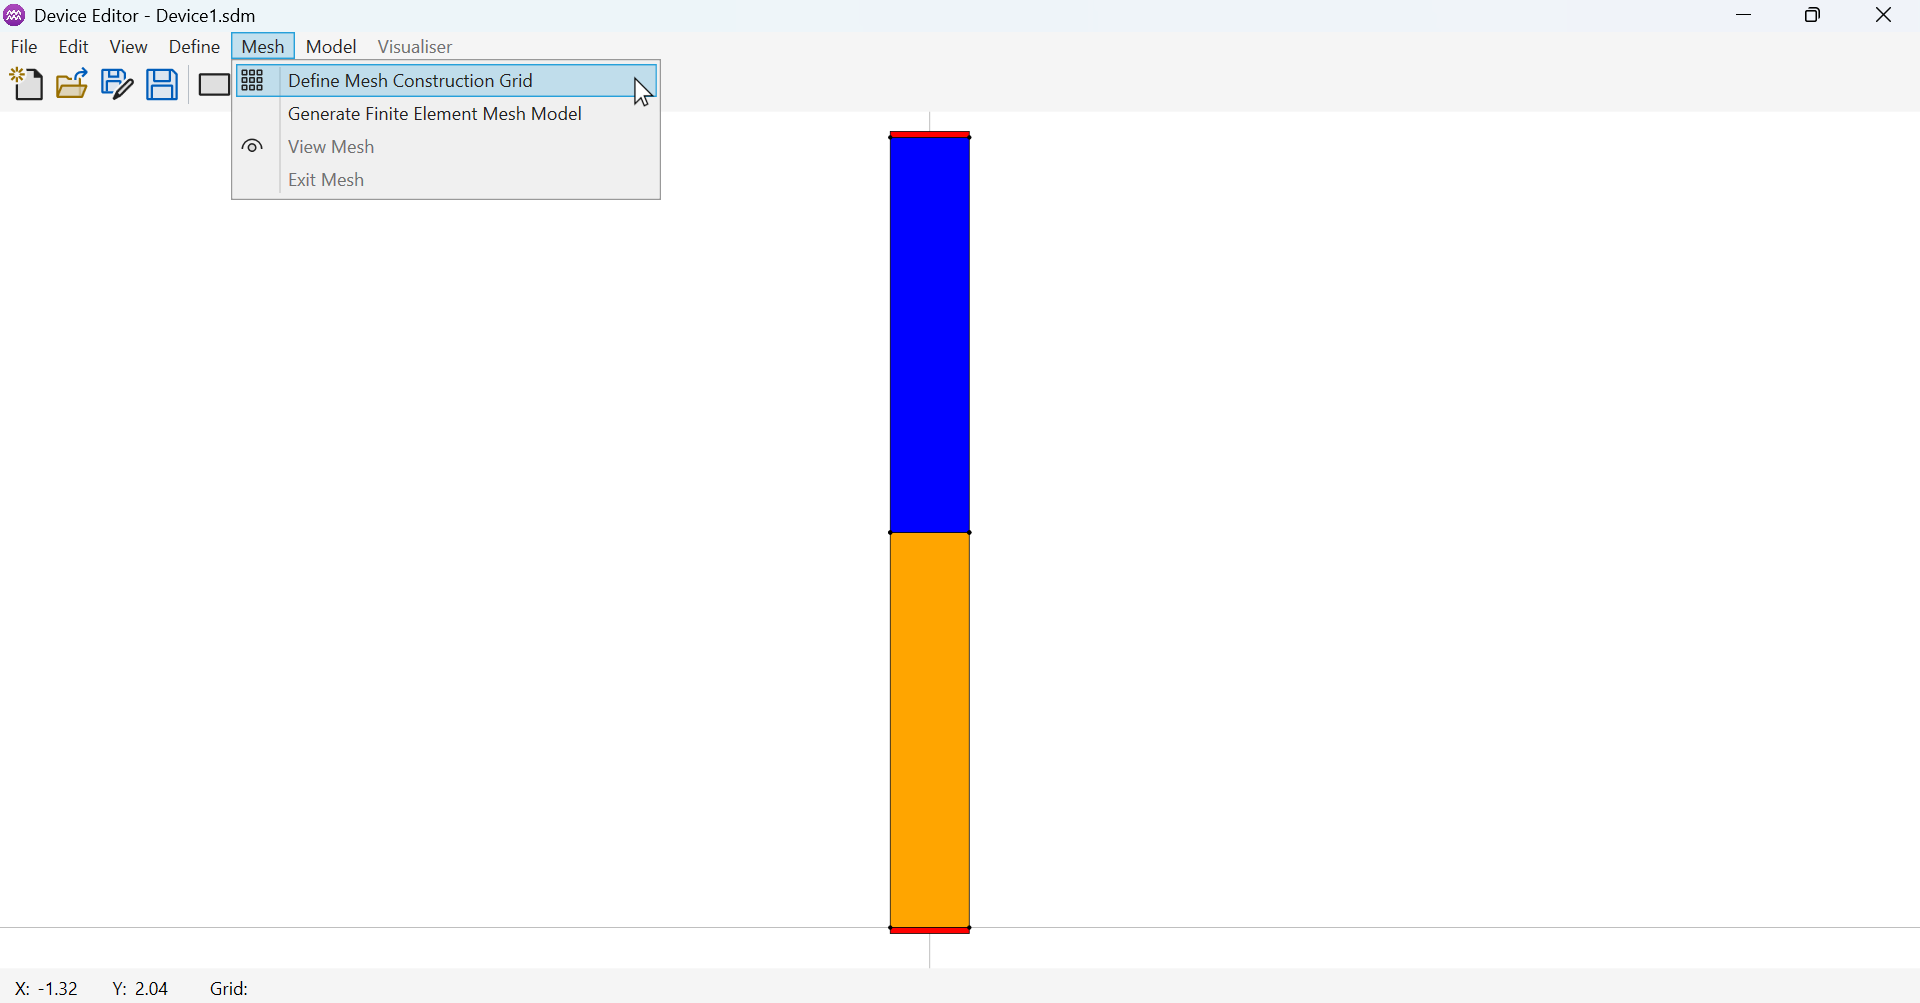 Device Editor - Device1.sdm
File Edit View Define Mesh Model Visualiser
Define Mesh Construction Grid
Generate Finite Element Mesh Model
View Mesh
Exit Mesh
X: -1.32 Y: 2.04 Grid: